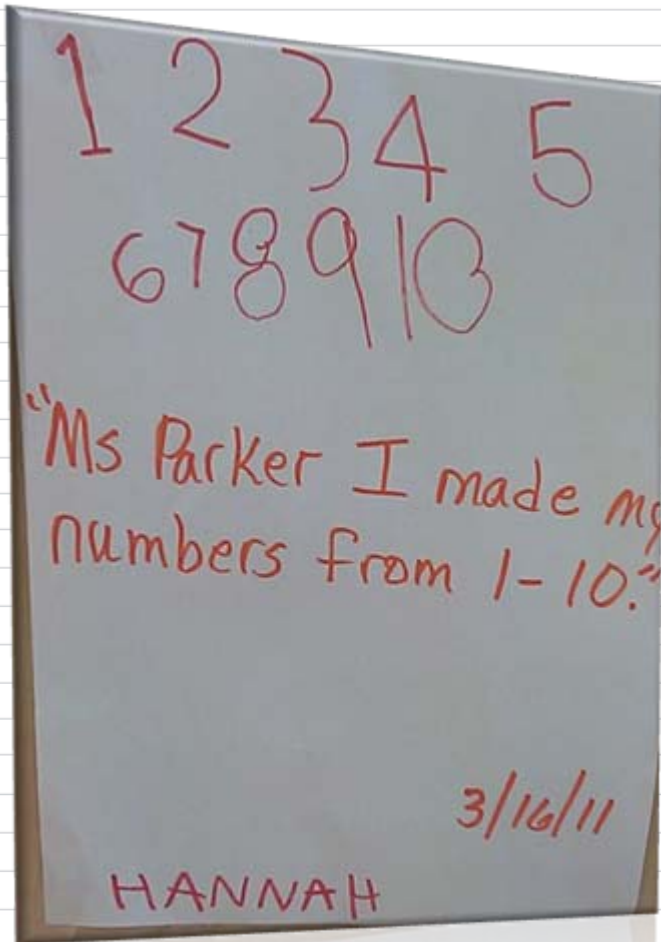 1 2 3 4 5
6 7 8 9 10
"Ms Parker I made my
numbers from 1-10."
3/16/11
HANNAH